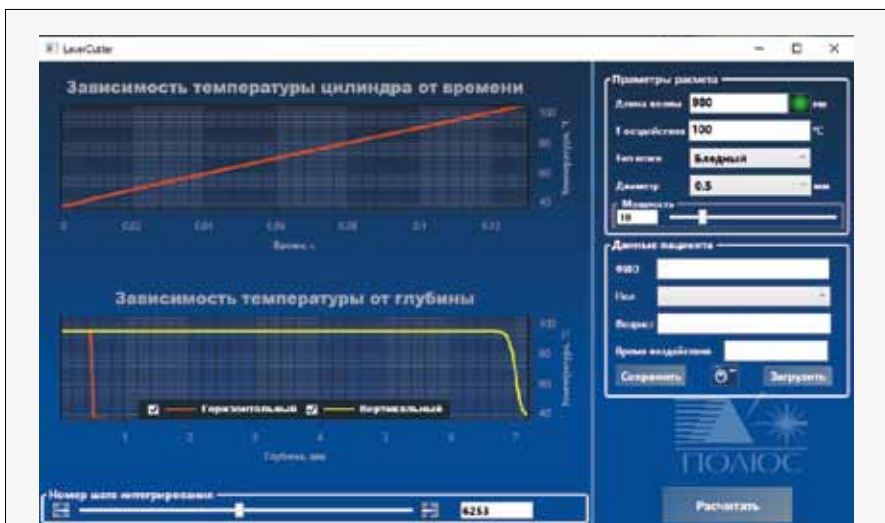 LaserCutter
Зависимость температуры цилиндра от времени
100
80
60
40
Температура, °C
0 0.02 0.04 0.06 0.08 0.1 0.12
Время, с
Зависимость температуры от глубины
100
80
60
40
Температура, °C
Горизонтальный Вертикальный
1 2 3 4 5 6 7
Глубина, мм
Номер шага интегрирования
6253
Параметры расчета
Длина волны 980 нм
T воздействия 100 °C
Тип кожи Бледный
Диаметр 0.5 мм
Мощность
10
Данные пациента
ФИО
Пол
Возраст
Время воздействия
Сохранить Загрузить
ПОЛЮС
Расчитать